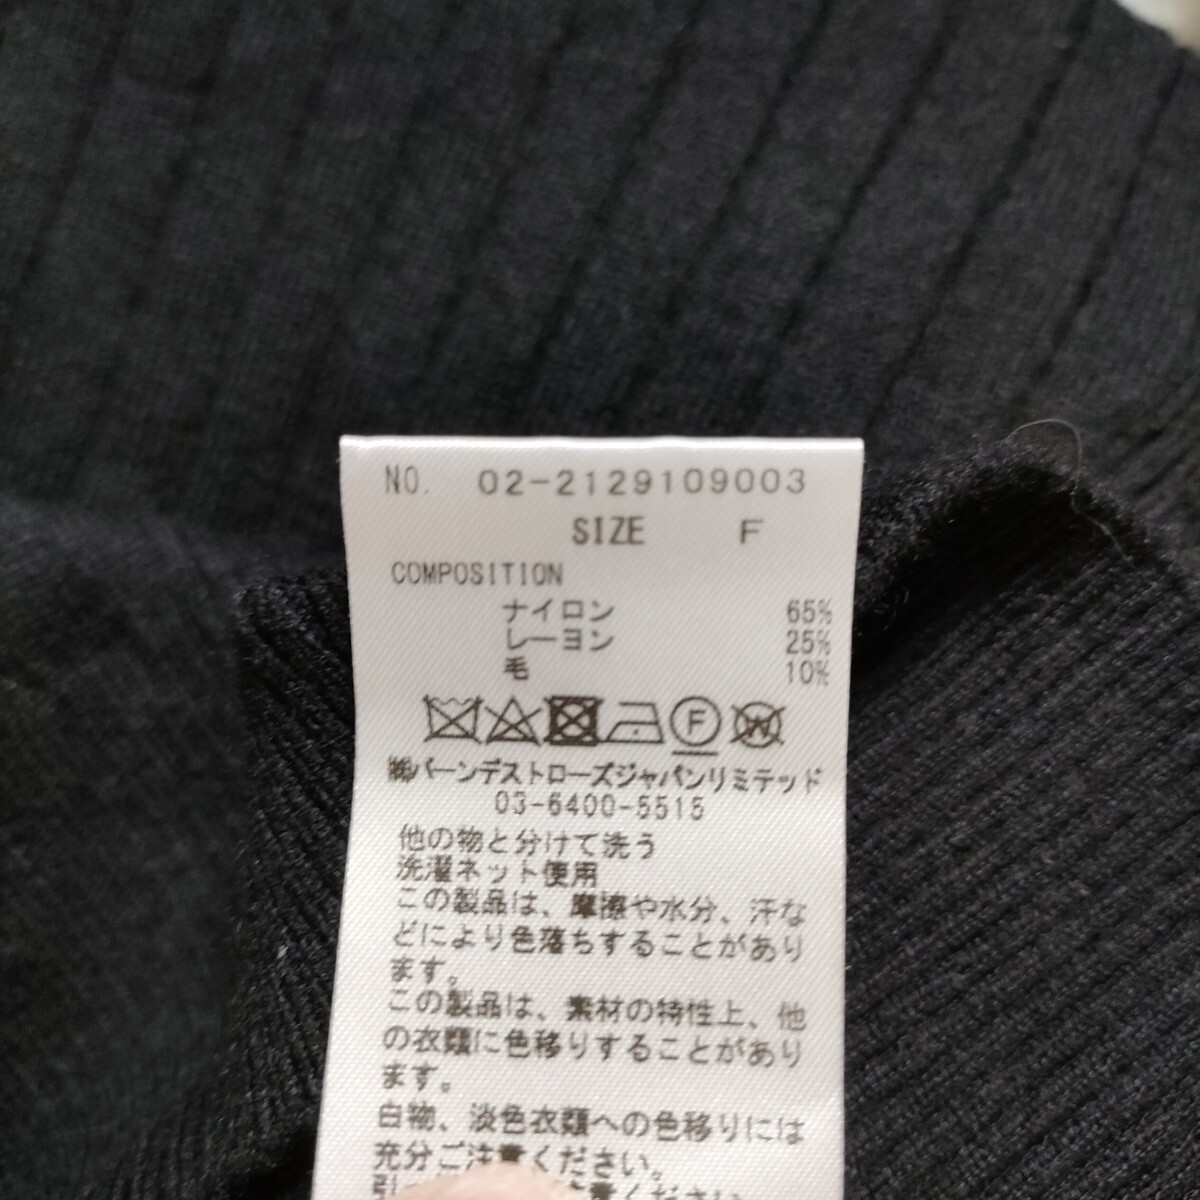 NO. 02-2129109003
SIZE F
COMPOSITION
ナイロン 65%
レーヨン 25%
毛 10%
F W
㈱バーンデストローズジャパンリミテッド
03-6400-5515
他の物と分けて洗う
洗濯ネット使用
この製品は、摩擦や水分、汗な
どにより色落ちすることがあり
ます。
この製品は、素材の特性上、他
の衣類に色移りすることがあり
ます。
白物、淡色衣類への色移りには
充分ご注意ください。